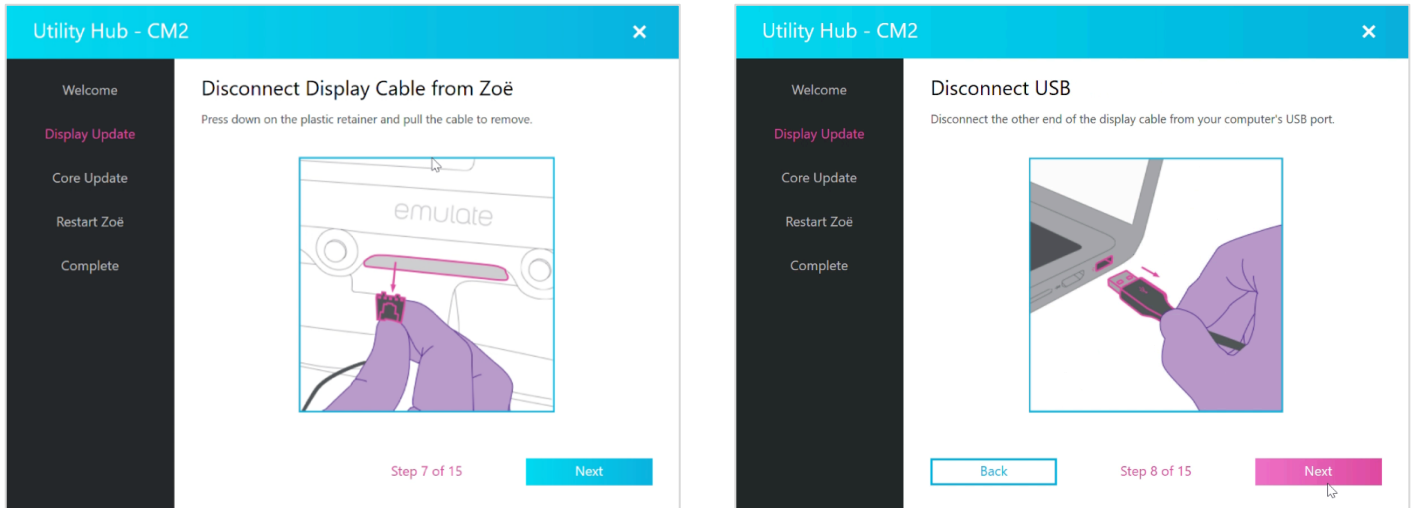 Utility Hub - CM2
Welcome
Display Update
Core Update
Restart Zoë
Complete
Disconnect Display Cable from Zoë
Press down on the plastic retainer and pull the cable to remove.
emulate
Step 7 of 15
Next
Utility Hub - CM2
Welcome
Display Update
Core Update
Restart Zoë
Complete
Disconnect USB
Disconnect the other end of the display cable from your computer's USB port.
Back
Step 8 of 15
Next